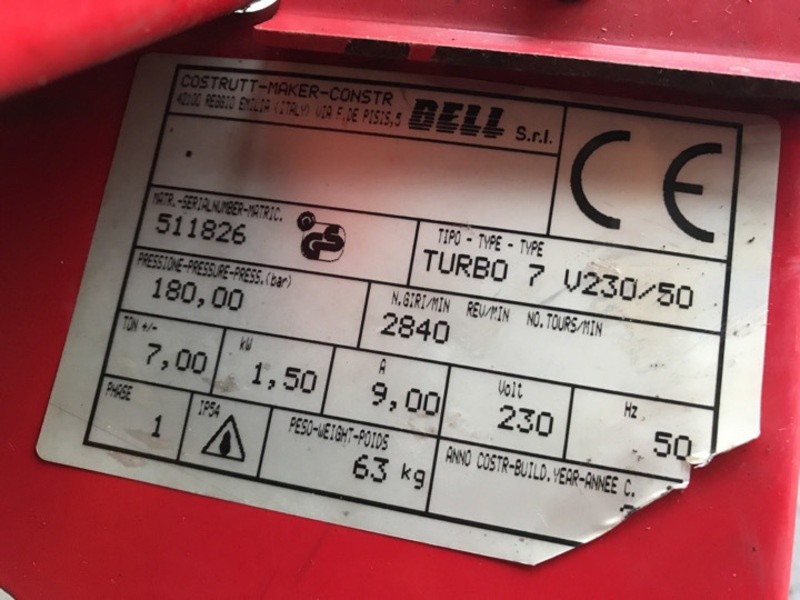 COSTRUTT-MAKER-CONSTR
42100 REGGIO EMILIA (ITALY) VIA F.DE PISIS,5
BELL S.r.l.
CE
MATR.-SERIALNUMBER-MATRIC.
511826
GS
TIPO - TYPE - TYPE
TURBO 7 V230/50
PRESSIONE-PRESSURE-PRESS.(bar)
180,00
N.GIRI/MIN REV/MIN NO.TOURS/MIN
2840
TON +/-
7,00
kW
1,50
A
9,00
Volt
230
Hz
50
PHASE
1
IP54
PESO-WEIGHT-POIDS
63 kg
ANNO COSTR-BUILD.YEAR-ANNEE C.